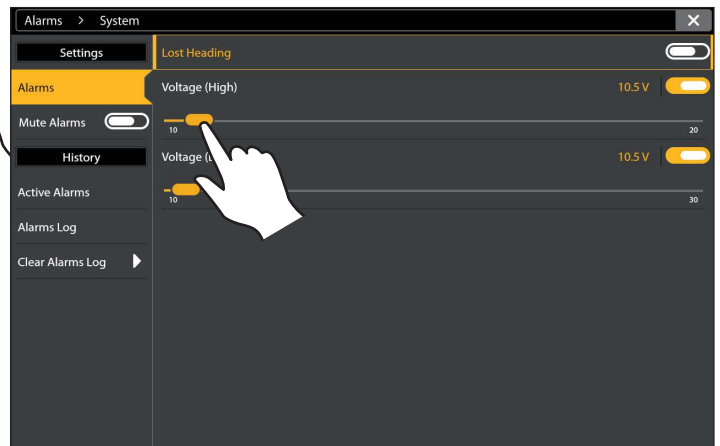 Alarms > System
Settings
Lost Heading
Alarms
Voltage (High)
10.5 V
Mute Alarms
10
20
History
Voltage (
10.5 V
Active Alarms
10
30
Alarms Log
Clear Alarms Log